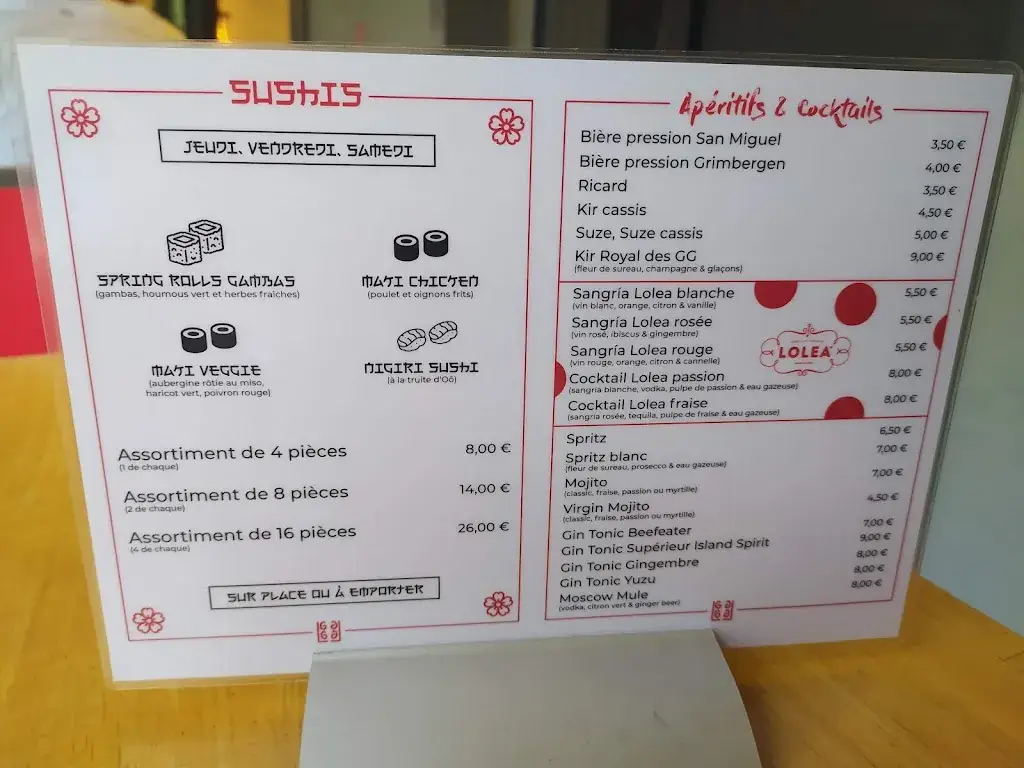 SUSHIS
JEUDI, VENDREDI, SAMEDI
SPRING ROLLS GAMBAS
(gambas, houmous vert et herbes fraiches)
MAKI CHICKEN
(poulet et oignons frits)
MAKI VEGGIE
(aubergine rôtie au miso,
haricot vert, poivron rouge)
NIGIRI SUSHI
(à la truite d'Oô)
Assortiment de 4 pièces 8,00 €
(1 de chaque)
Assortiment de 8 pièces 14,00 €
(2 de chaque)
Assortiment de 16 pièces 26,00 €
(4 de chaque)
SUR PLACE OU À EMPORTER
Apéritifs & Cocktails
Bière pression San Miguel 3,50 €
Bière pression Grimbergen 4,00 €
Ricard 3,50 €
Kir cassis 4,50 €
Suze, Suze cassis 5,00 €
Kir Royal des GG 9,00 €
(fleur de sureau, champagne & glaçons)
Sangría Lolea blanche 5,50 €
(vin blanc, orange, citron & vanille)
Sangría Lolea rosée 5,50 €
(vin rosé, ibiscus & gingembre)
Sangría Lolea rouge 5,50 €
(vin rouge, orange, citron & cannelle)
Cocktail Lolea passion 8,00 €
(sangria blanche, vodka, pulpe de passion & eau gazeuse)
Cocktail Lolea fraise 8,00 €
(sangria rosée, tequila, pulpe de fraise & eau gazeuse)
LOLEA
Spritz 6,50 €
Spritz blanc 7,00 €
(fleur de sureau, prosecco & eau gazeuse)
Mojito 7,00 €
(classic, fraise, passion ou myrtille)
Virgin Mojito 4,50 €
(classic, fraise, passion ou myrtille)
Gin Tonic Beefeater 7,00 €
Gin Tonic Supérieur Island Spirit 9,00 €
Gin Tonic Gingembre 8,00 €
Gin Tonic Yuzu 8,00 €
Moscow Mule 8,00 €
(vodka, citron vert & ginger beer)